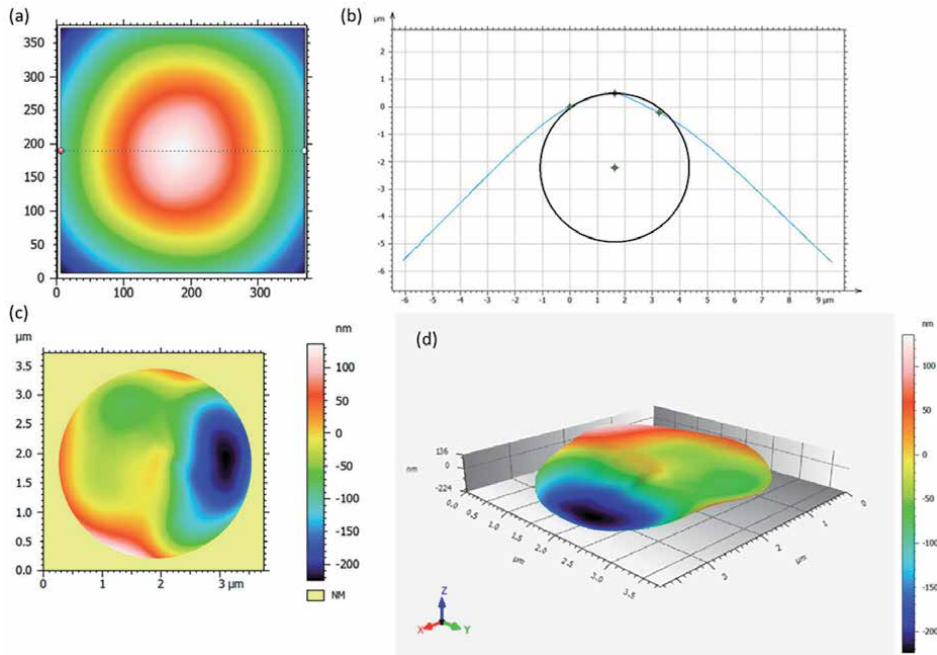 (a)
350
300
250
200
150
100
50
0
0 100 200 300
(b)
µm
2
1
0
-1
-2
-3
-4
-5
-6
-6 -5 -4 -3 -2 -1 0 1 2 3 4 5 6 7 8 9 µm
(c)
µm
3.5
3.0
2.5
2.0
1.5
1.0
0.5
0.0
0 1 2 3 µm
nm
100
50
0
-50
-100
-150
-200
NM
(d)
nm
136
0
-224
0.0 0.5 1.0 1.5 2.0 2.5 3.0 3.5
µm
0 1 2 3
µm
X Y Z
nm
100
50
0
-50
-100
-150
-200